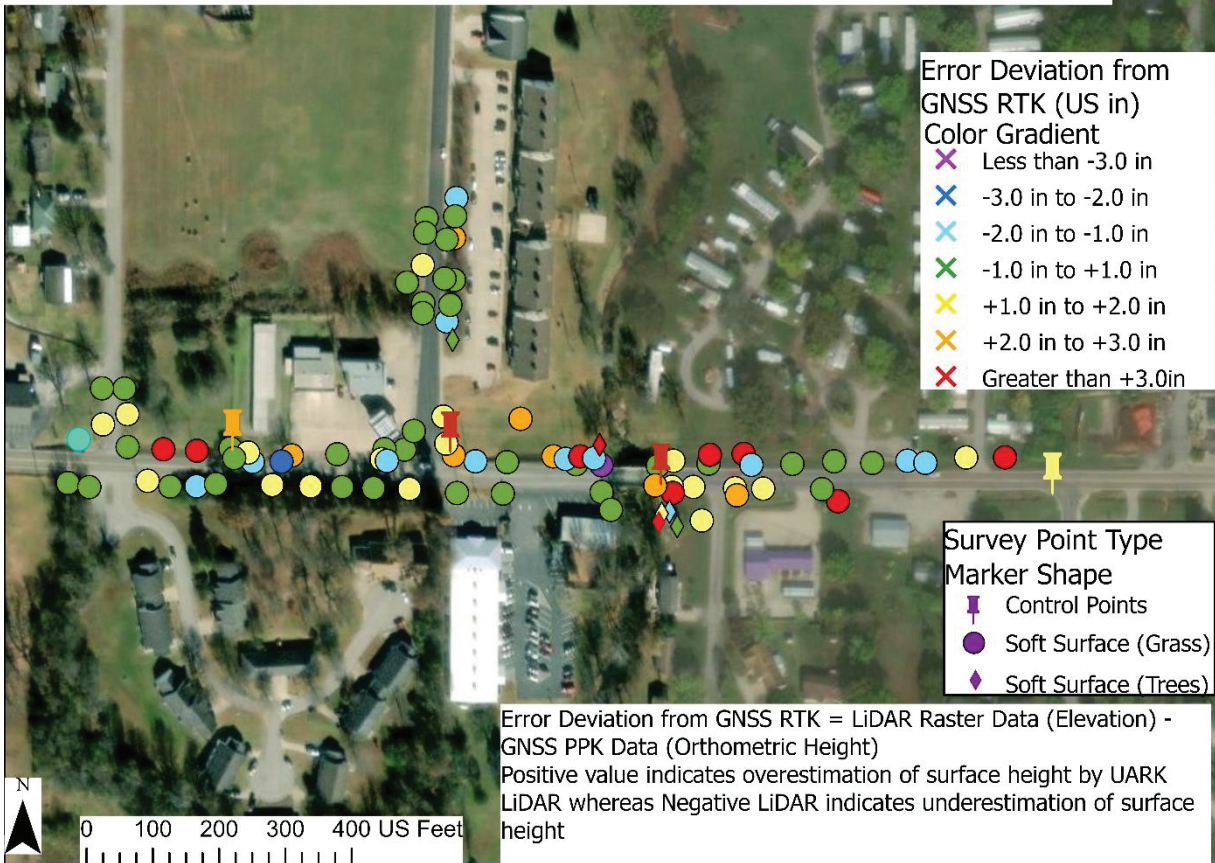 Error Deviation from
GNSS RTK (US in)
Color Gradient
Less than -3.0 in
-3.0 in to -2.0 in
-2.0 in to -1.0 in
-1.0 in to +1.0 in
+1.0 in to +2.0 in
+2.0 in to +3.0 in
Greater than +3.0in
Survey Point Type
Marker Shape
Control Points
Soft Surface (Grass)
Soft Surface (Trees)
Error Deviation from GNSS RTK = LiDAR Raster Data (Elevation) -
GNSS PPK Data (Orthometric Height)
Positive value indicates overestimation of surface height by UARK
LiDAR whereas Negative LiDAR indicates underestimation of surface
height
N
0 100 200 300 400 US Feet